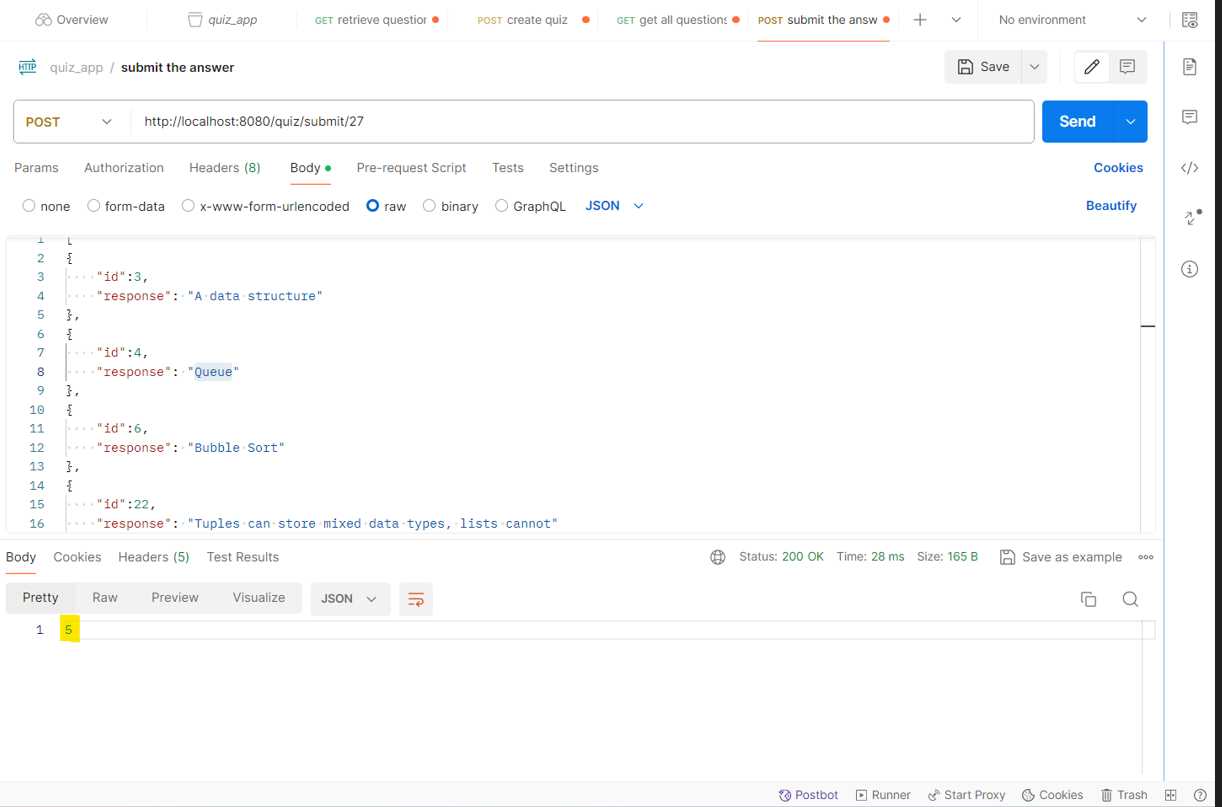 Overview quiz_app GET retrieve question POST create quiz GET get all questions POST submit the answ No environment
HTTP quiz_app / submit the answer Save
POST http://localhost:8080/quiz/submit/27 Send
Params Authorization Headers (8) Body Pre-request Script Tests Settings Cookies
none form-data x-www-form-urlencoded raw binary GraphQL JSON Beautify
1 [
2 {
3 "id":3,
4 "response": "A data structure"
5 },
6 {
7 "id":4,
8 "response": "Queue"
9 },
10 {
11 "id":6,
12 "response": "Bubble Sort"
13 },
14 {
15 "id":22,
16 "response": "Tuples can store mixed data types, lists cannot"
Body Cookies Headers (5) Test Results Status: 200 OK Time: 28 ms Size: 165 B Save as example
Pretty Raw Preview Visualize JSON
1 5
Postbot Runner Start Proxy Cookies Trash